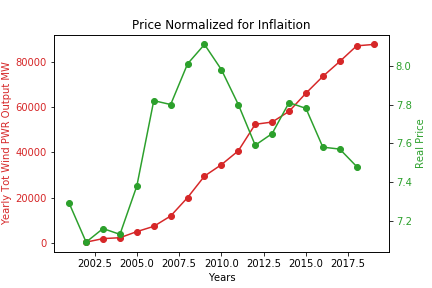 Price Normalized for Inflaition
Yearly Tot Wind PWR Output MW
80000
60000
40000
20000
0
8.0
7.8
7.6
7.4
7.2
Real Price
2002.5 2005.0 2007.5 2010.0 2012.5 2015.0 2017.5
Years